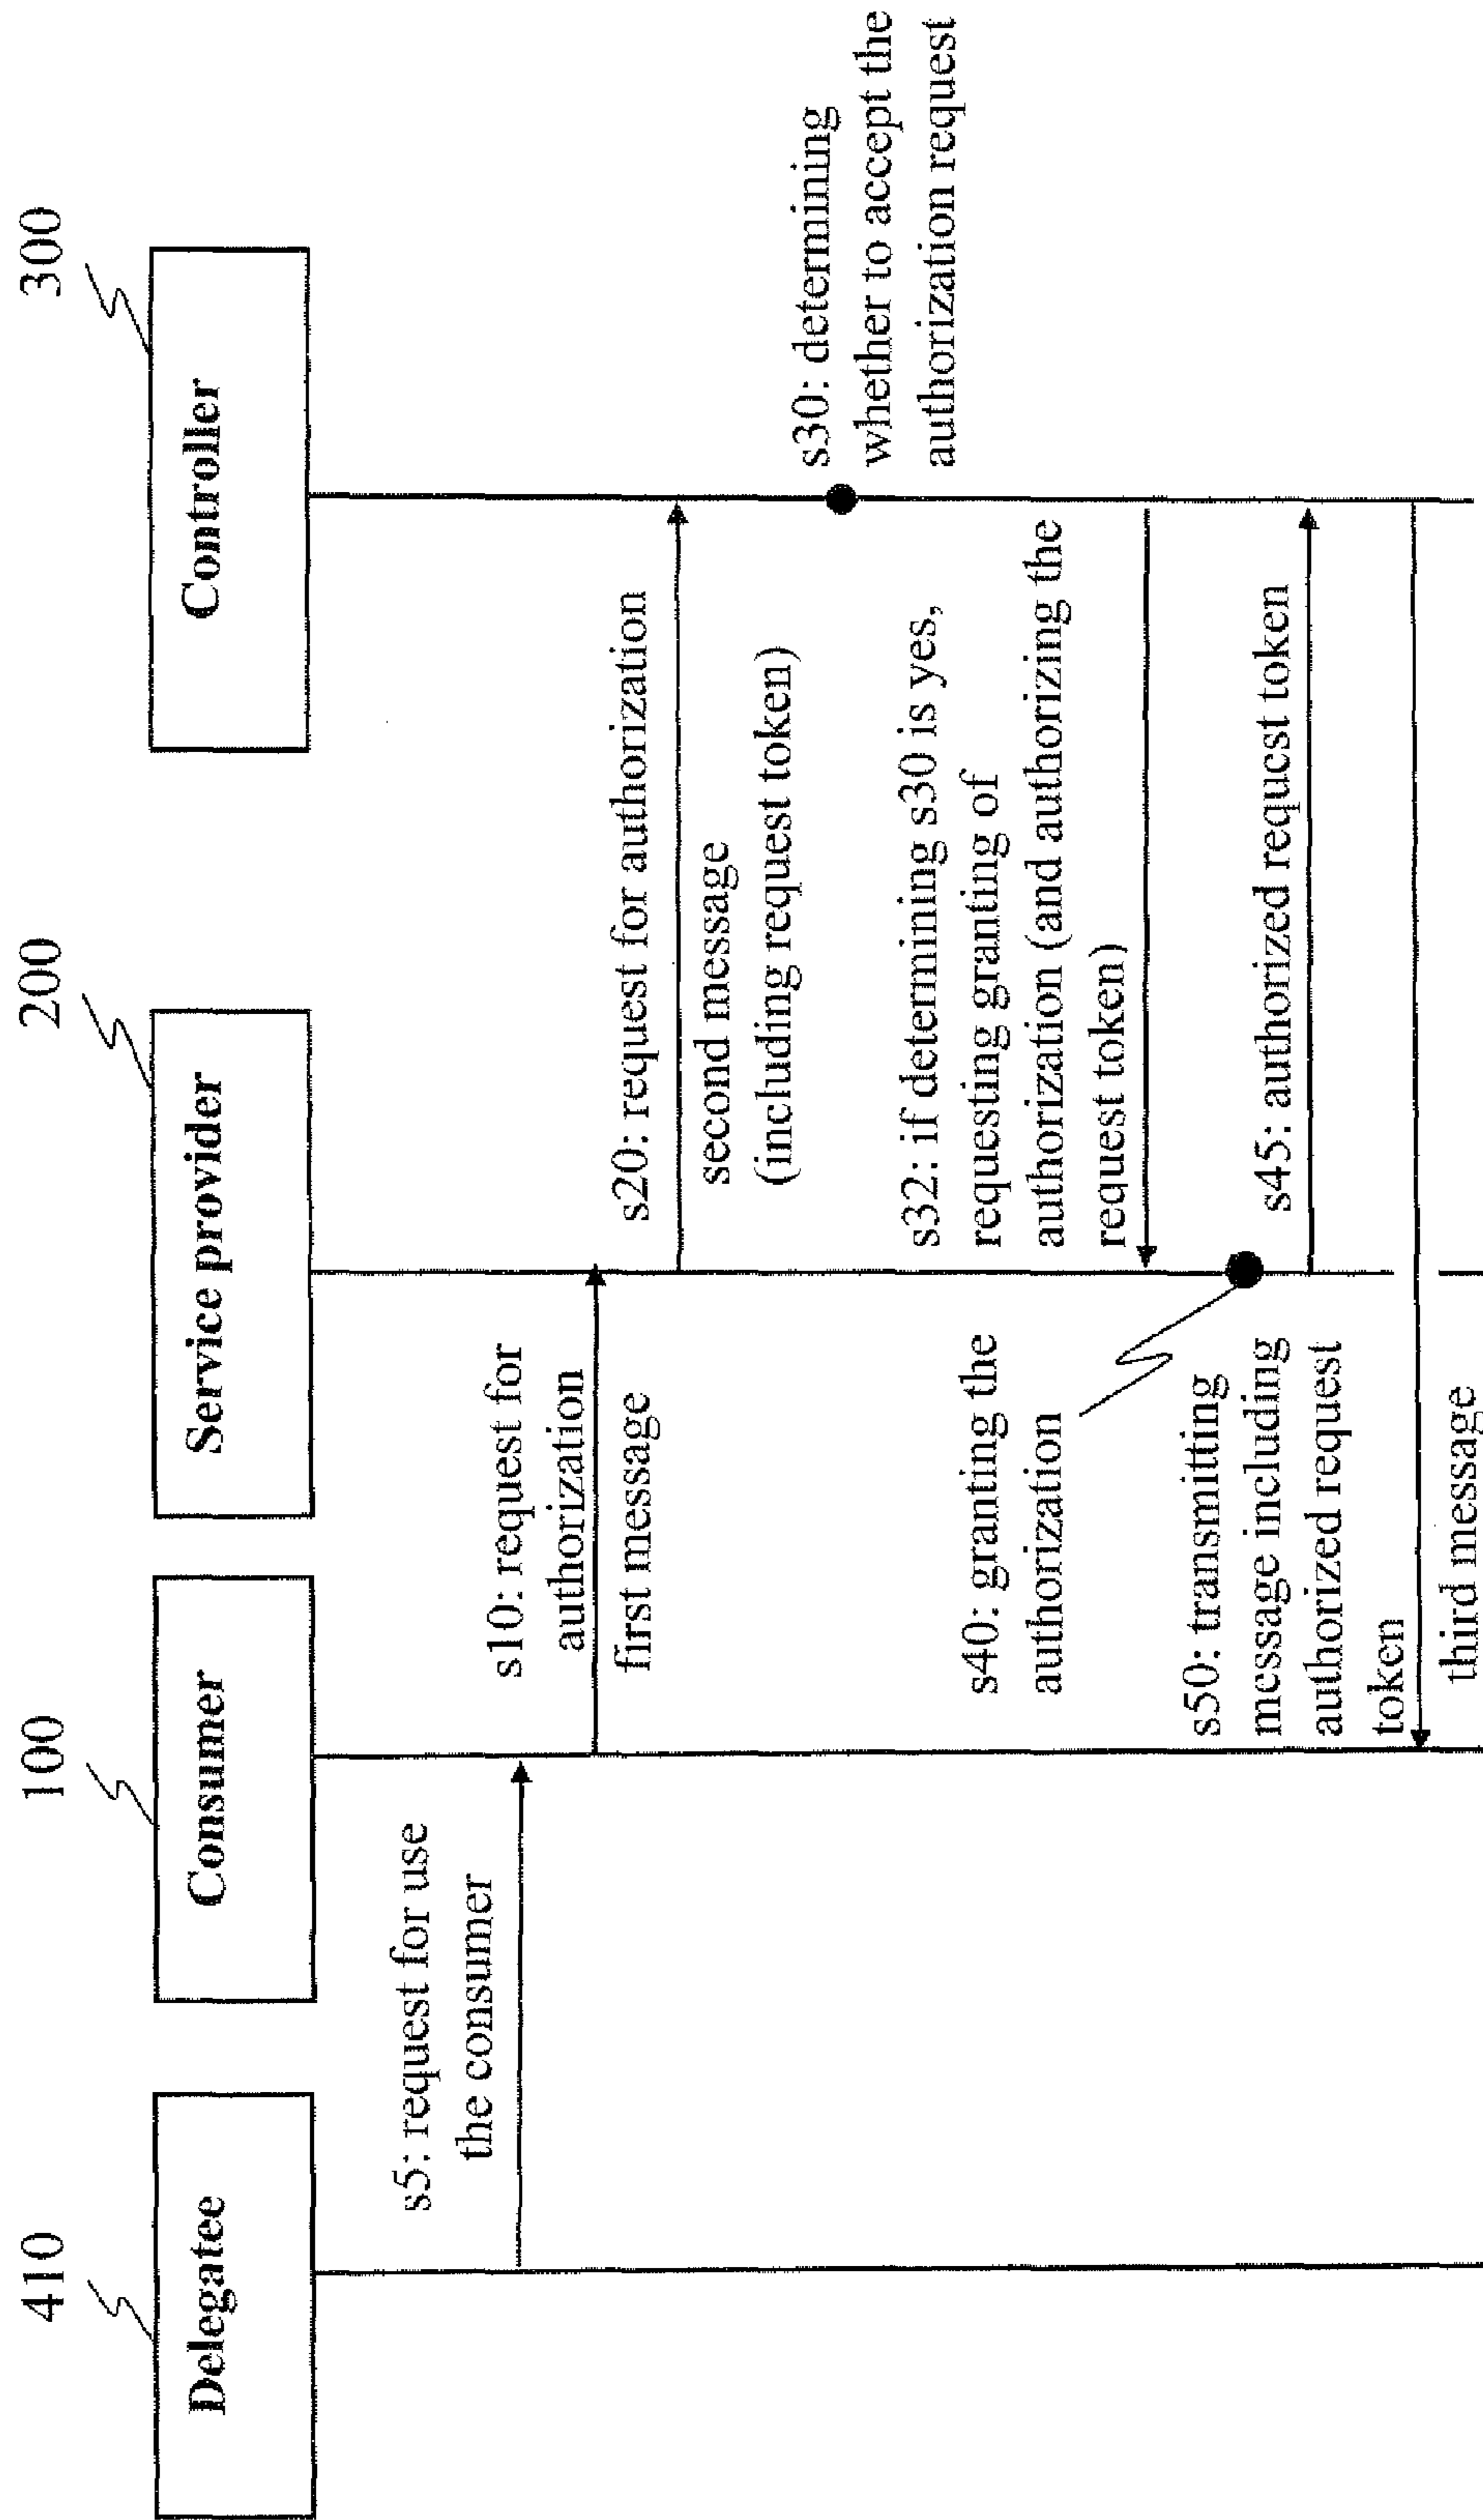 410
100
200
300
Delegatee
Consumer
Service provider
Controller
s5: request for use
the consumer
s10: request for
authorization
first message
s20: request for authorization
second message
(including request token)
s30: determining
whether to accept the
authorization request
s32: if determining s30 is yes,
requesting granting of
authorization (and authorizing the
request token)
s40: granting the
authorization
s45: authorized request token
s50: transmitting
message including
authorized request
token
third message